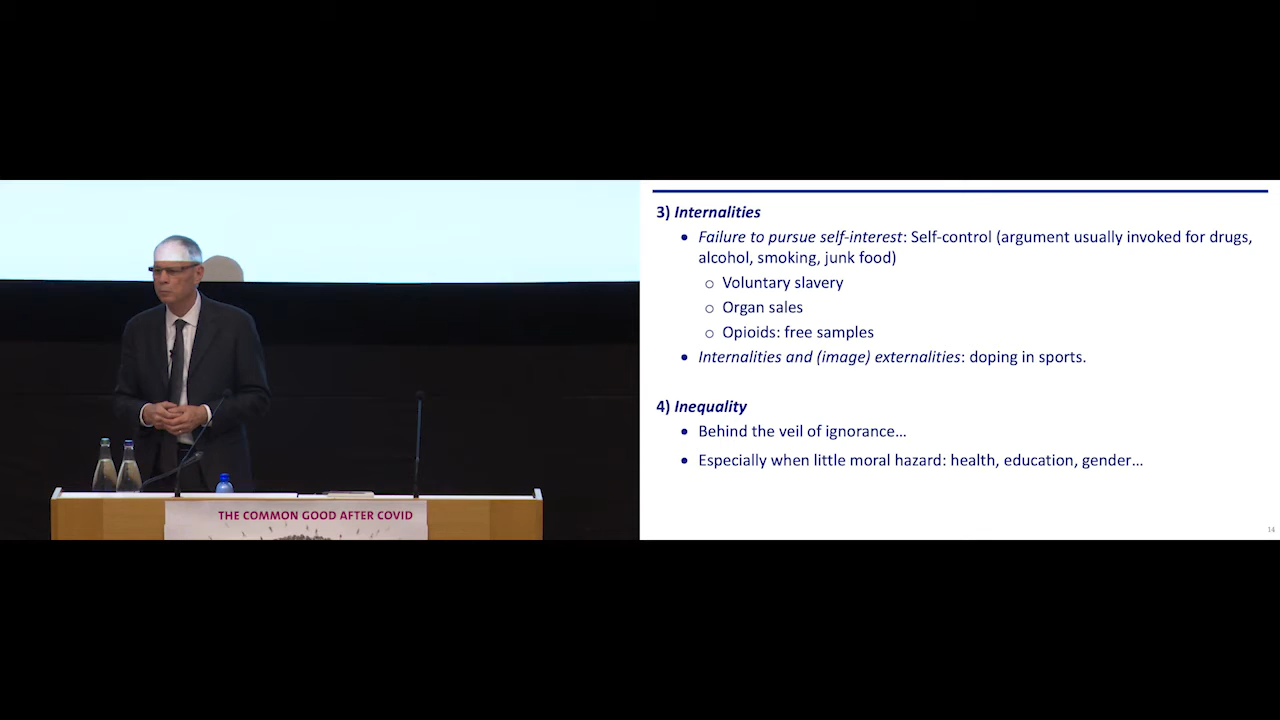 3) Internalities
• Failure to pursue self-interest: Self-control (argument usually invoked for drugs,
alcohol, smoking, junk food)
o Voluntary slavery
o Organ sales
o Opioids: free samples
• Internalities and (image) externalities: doping in sports.
4) Inequality
• Behind the veil of ignorance…
• Especially when little moral hazard: health, education, gender…
14
THE COMMON GOOD AFTER COVID